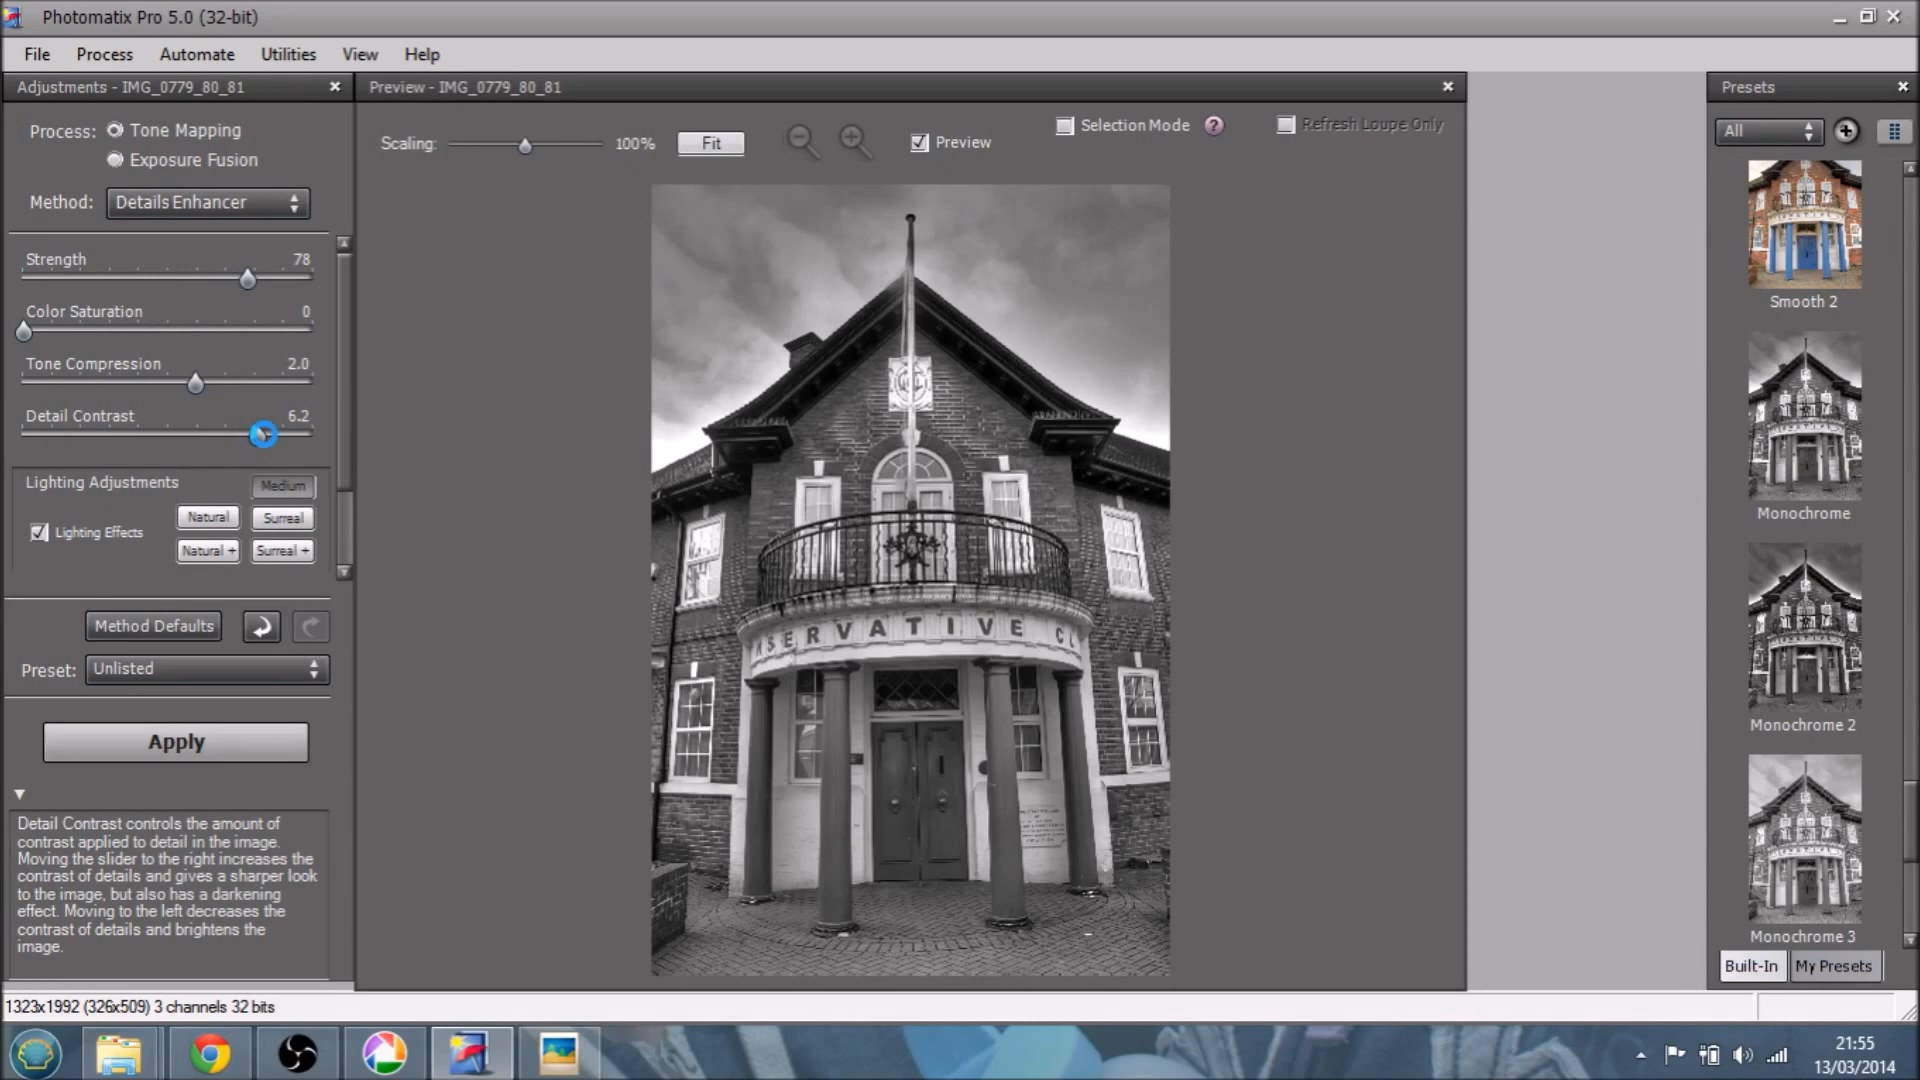 Photomatix Pro 5.0 (32-bit)
File Process Automate Utilities View Help
Adjustments - IMG_0779_80_81
Process: Tone Mapping
Exposure Fusion
Method: Details Enhancer
Strength 78
Color Saturation 0
Tone Compression 2.0
Detail Contrast 6.2
Lighting Adjustments Medium
Lighting Effects Natural Surreal
Natural + Surreal +
Method Defaults
Preset: Unlisted
Apply
Detail Contrast controls the amount of
contrast applied to detail in the image.
Moving the slider to the right increases the
contrast of details and gives a sharper look
to the image, but also has a darkening
effect. Moving to the left decreases the
contrast of details and brightens the
image.
Preview - IMG_0779_80_81
Scaling: 100% Fit Preview Selection Mode ? Refresh Loupe Only
NSERVATIVE CL
Presets
All
Smooth 2
Monochrome
Monochrome 2
Monochrome 3
Built-In My Presets
1323x1992 (326x509) 3 channels 32 bits
21:55
13/03/2014